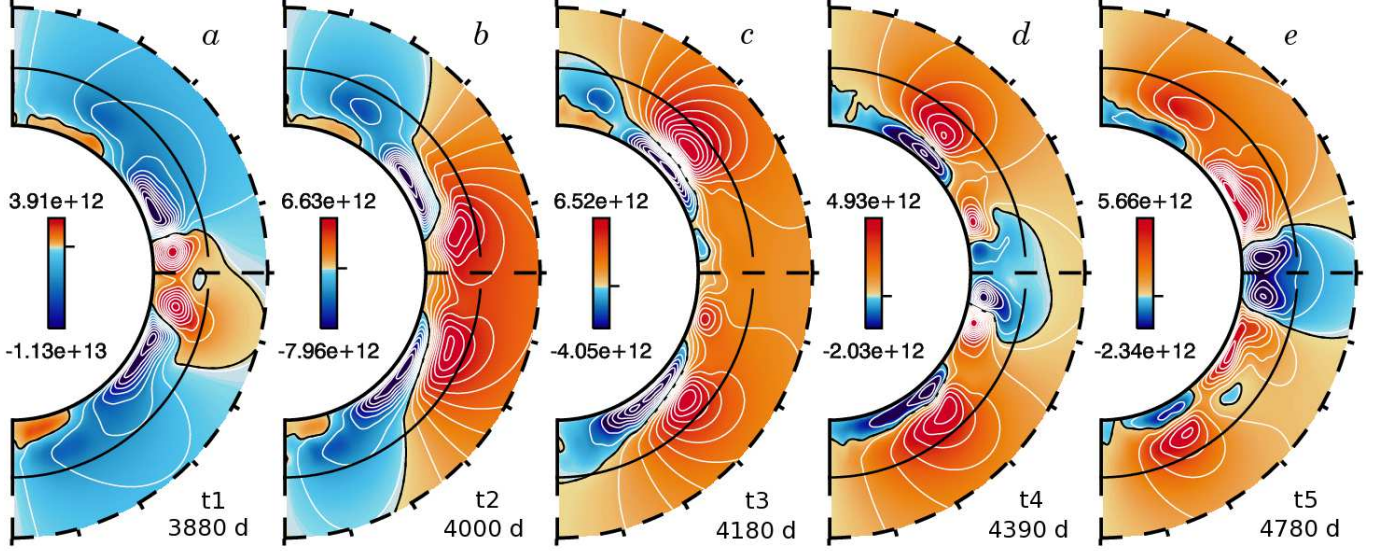 a
3.91e+12
-1.13e+13
t1
3880 d
b
6.63e+12
-7.96e+12
t2
4000 d
c
6.52e+12
-4.05e+12
t3
4180 d
d
4.93e+12
-2.03e+12
t4
4390 d
e
5.66e+12
-2.34e+12
t5
4780 d